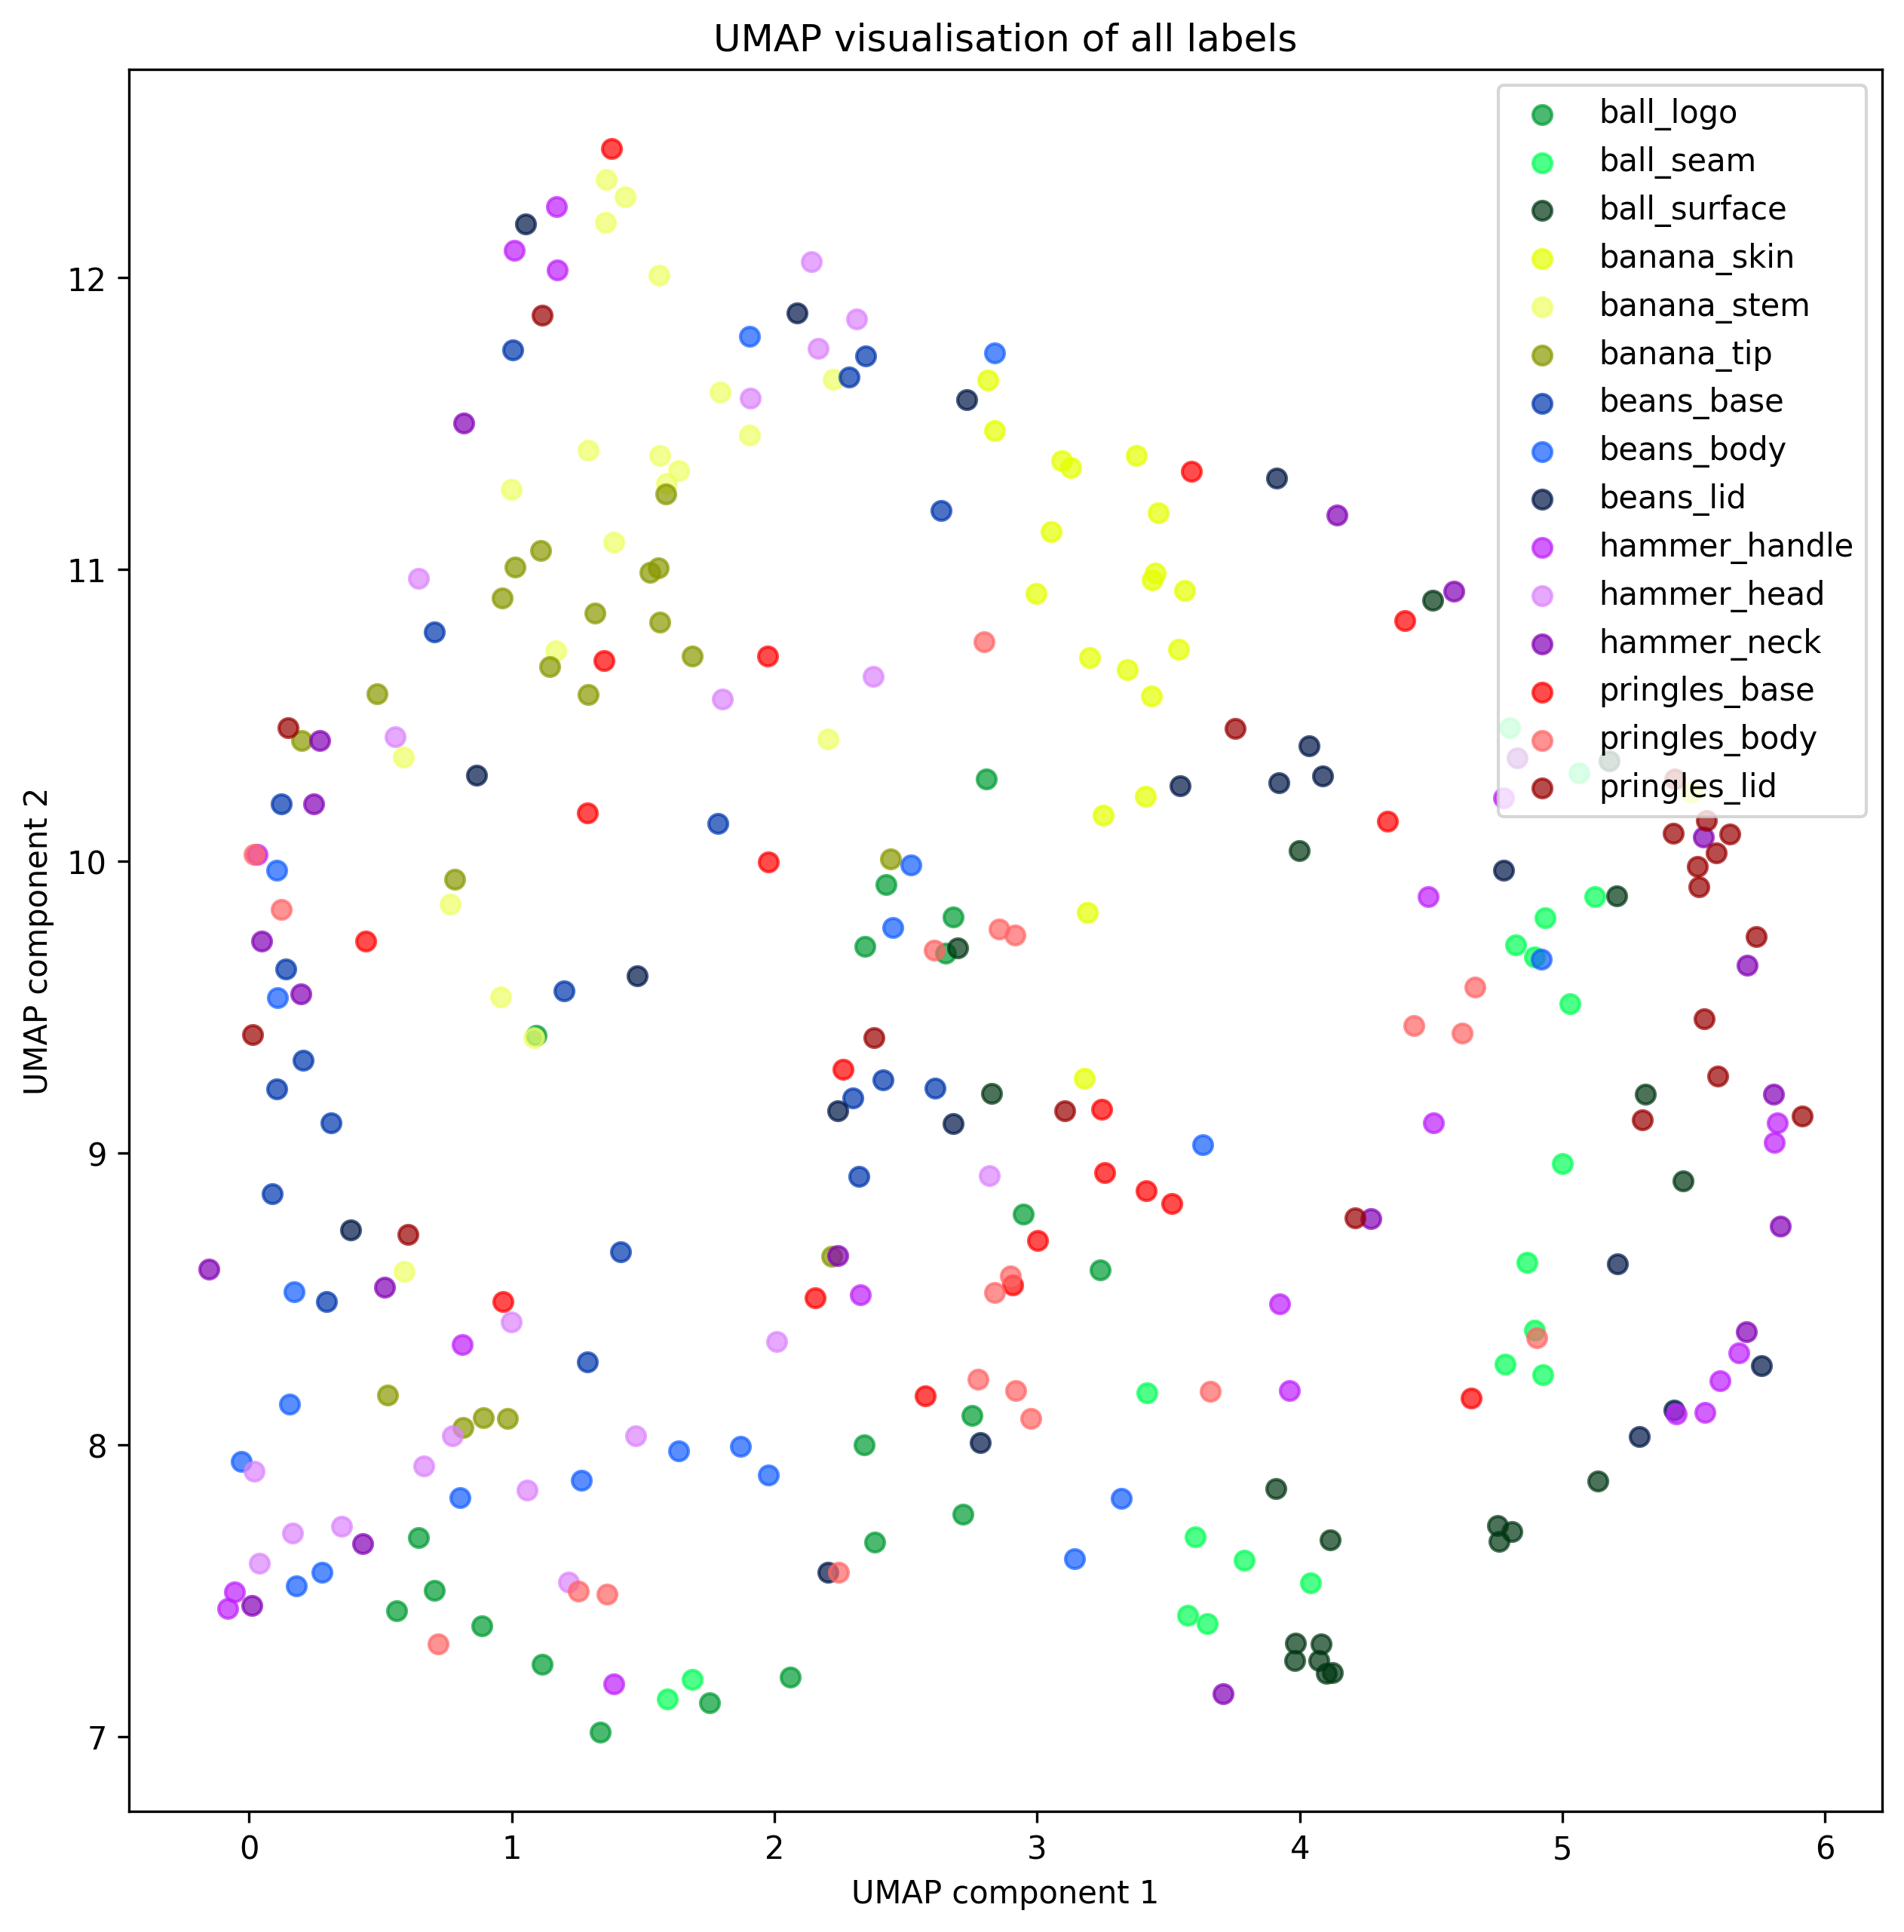 UMAP visualisation of all labels
ball_logo
ball_seam
ball_surface
banana_skin
banana_stem
banana_tip
beans_base
beans_body
beans_lid
hammer_handle
hammer_head
hammer_neck
pringles_base
pringles_body
pringles_lid
UMAP component 2
12
11
10
9
8
7
0 1 2 3 4 5 6
UMAP component 1